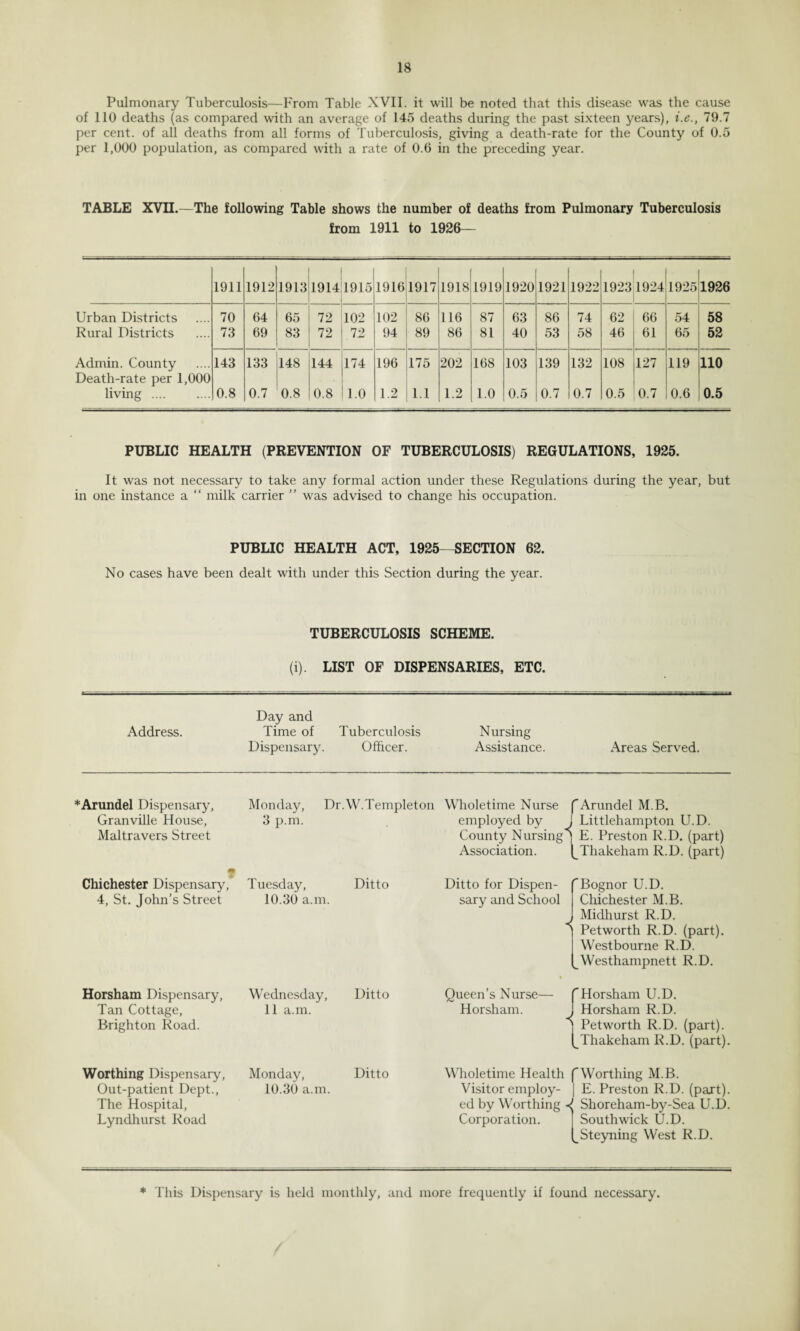 18
Pulmonary Tuberculosis—From Table XVII. it will be noted that this disease was the cause
of 110 deaths (as compared with an average of 145 deaths during the past sixteen years), i.e., 79.7
per cent. of all deaths from all forms of Tuberculosis, giving a death-rate for the County of 0.5
per 1,000 population, as compared with a rate of 0.6 in the preceding year.
TABLE XVII.—The following Table shows the number of deaths from Pulmonary Tuberculosis
from 1911 to 1926—
1911 1912 1913 1914 1915 1916 1917 1918 1919 1920 1921 1922 1923 1924 1925 1926
Urban Districts .... 70 64 65 72 102 102 86 116 87 63 86 74 62 66 54 58
Rural Districts .... 73 69 83 72 72 94 89 86 81 40 53 58 46 61 65 52
Admin. County .... 143 133 148 144 174 196 175 202 168 103 139 132 108 127 119 110
Death-rate per 1,000
living .... .... 0.8 0.7 0.8 0.8 1.0 1.2 1.1 1.2 1.0 0.5 0.7 0.7 0.5 0.7 0.6 0.5
PUBLIC HEALTH (PREVENTION OF TUBERCULOSIS) REGULATIONS, 1925.
It was not necessary to take any formal action under these Regulations during the year, but
in one instance a “ milk carrier ” was advised to change his occupation.
PUBLIC HEALTH ACT, 1925—SECTION 62.
No cases have been dealt with under this Section during the year.
TUBERCULOSIS SCHEME.
(i). LIST OF DISPENSARIES, ETC.
Day and
Address. Time of Tuberculosis Nursing
Dispensary. Officer. Assistance. Areas Served.
*Arundel Dispensary, Monday, Dr.W.Templeton Wholetime Nurse Arundel M.B.
Granville House, 3 p.m. employed by Littlehampton U.D.
Maltravers Street County Nursing E. Preston R.D. (part)
Association. Thakeham R.D. (part)
Chichester Dispensary, Tuesday, Ditto Ditto for Dispen- Bognor U.D.
4, St. John's Street 10.30 a.m. sary and School Chichester M.B.
Midhurst R.D.
Petworth R.D. (part).
Westbourne R.D.
Westhampnett R.D.
Horsham Dispensary, Wednesday, Ditto Queen's Nurse— Horsham U.D.
Tan Cottage, 11 a.m. Horsham. Horsham R.D.
Brighton Road. Petworth R.D. (part).
Thakeham R.D. (part).
Worthing Dispensary, Monday, Ditto Wholetime Health Worthing M.B.
Out-patient Dept., 10.30 a.m. Visitor employ- E. Preston R.D. (part).
The Hospital, ed by Worthing Shoreham-by-Sea U.D.
Lyndhurst Road Corporation. Southwick U.D.
Steyning West R.D.
* This Dispensary is held monthly, and more frequently if found necessary.